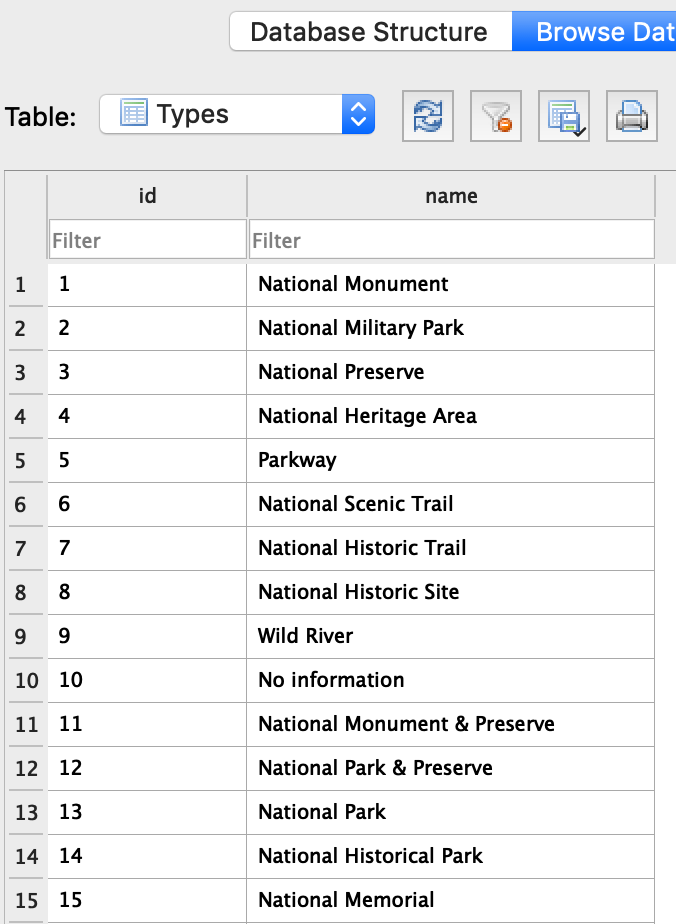 Database Structure Browse Dat
Table: Types
id name
Filter Filter
1 1 National Monument
2 2 National Military Park
3 3 National Preserve
4 4 National Heritage Area
5 5 Parkway
6 6 National Scenic Trail
7 7 National Historic Trail
8 8 National Historic Site
9 9 Wild River
10 10 No information
11 11 National Monument & Preserve
12 12 National Park & Preserve
13 13 National Park
14 14 National Historical Park
15 15 National Memorial